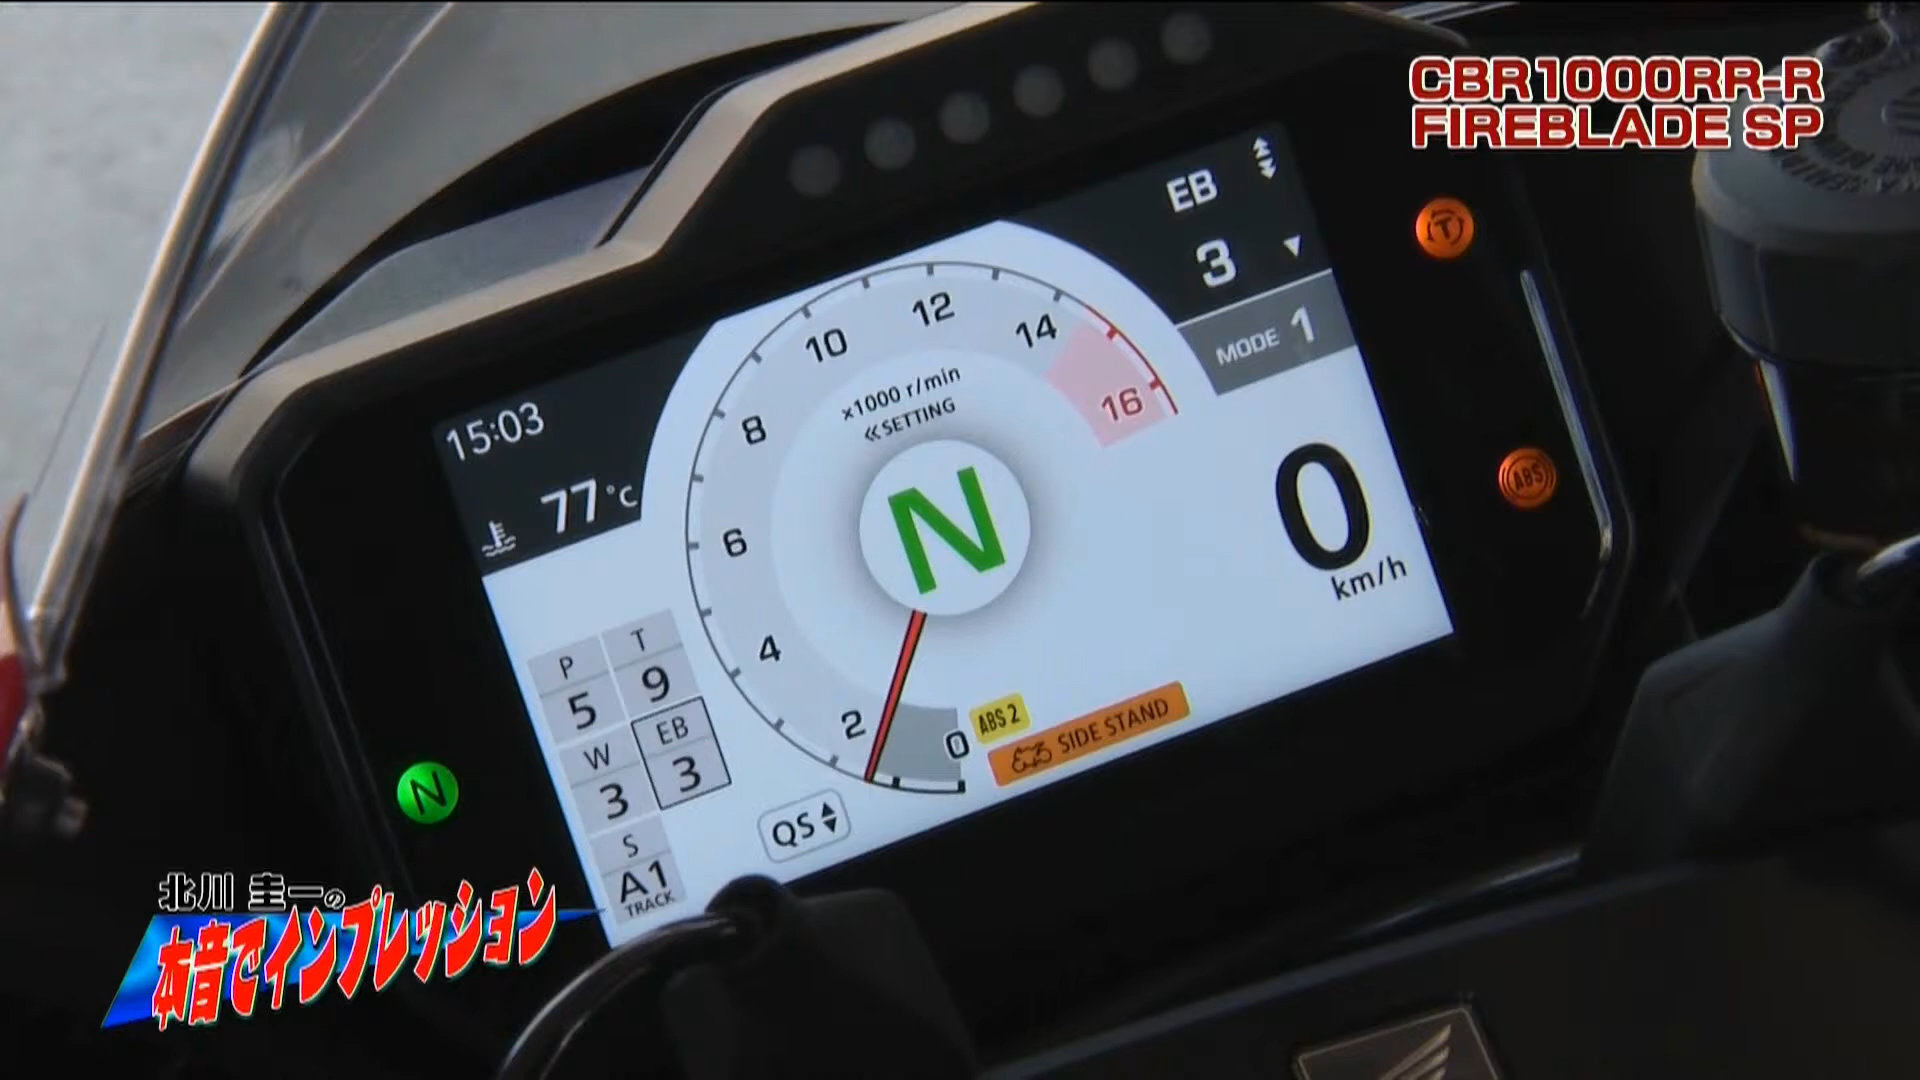 CBR1000RR-R
FIREBLADE SP
EB
3
MODE 1
15:03
77°C
10
12
14
16
8
6
4
2
0
×1000 r/min
≪SETTING
N
0
km/h
P
5
T
9
W
3
EB
3
S
A1
TRACK
QS
ABS 2
SIDE STAND
N
T
ABS
北川 圭一の
本音でインプレッション